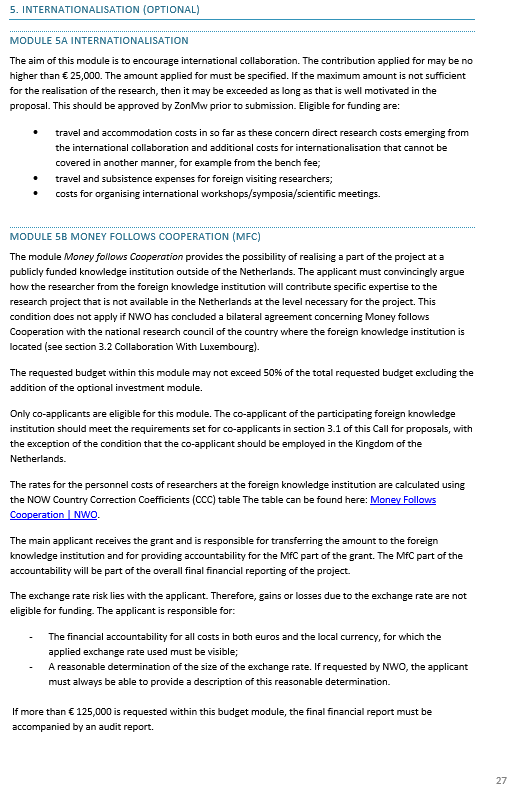 5. INTERNATIONALISATION (OPTIONAL)
MODULE 5A INTERNATIONALISATION
The aim of this module is to encourage international collaboration. The contribution applied for may be no
higher than € 25,000. The amount applied for must be specified. If the maximum amount is not sufficient
for the realisation of the research, then it may be exceeded as long as that is well motivated in the
proposal. This should be approved by ZonMw prior to submission. Eligible for funding are:
• travel and accommodation costs in so far as these concern direct research costs emerging from
the international collaboration and additional costs for internationalisation that cannot be
covered in another manner, for example from the bench fee;
• travel and subsistence expenses for foreign visiting researchers;
• costs for organising international workshops/symposia/scientific meetings.
MODULE 5B MONEY FOLLOWS COOPERATION (MFC)
The module Money follows Cooperation provides the possibility of realising a part of the project at a
publicly funded knowledge institution outside of the Netherlands. The applicant must convincingly argue
how the researcher from the foreign knowledge institution will contribute specific expertise to the
research project that is not available in the Netherlands at the level necessary for the project. This
condition does not apply if NWO has concluded a bilateral agreement concerning Money follows
Cooperation with the national research council of the country where the foreign knowledge institution is
located (see section 3.2 Collaboration With Luxembourg).
The requested budget within this module may not exceed 50% of the total requested budget excluding the
addition of the optional investment module.
Only co-applicants are eligible for this module. The co-applicant of the participating foreign knowledge
institution should meet the requirements set for co-applicants in section 3.1 of this Call for proposals, with
the exception of the condition that the co-applicant should be employed in the Kingdom of the
Netherlands.
The rates for the personnel costs of researchers at the foreign knowledge institution are calculated using
the NOW Country Correction Coefficients (CCC) table The table can be found here: Money Follows
Cooperation | NWO.
The main applicant receives the grant and is responsible for transferring the amount to the foreign
knowledge institution and for providing accountability for the MfC part of the grant. The MfC part of the
accountability will be part of the overall final financial reporting of the project.
The exchange rate risk lies with the applicant. Therefore, gains or losses due to the exchange rate are not
eligible for funding. The applicant is responsible for:
- The financial accountability for all costs in both euros and the local currency, for which the
applied exchange rate used must be visible;
- A reasonable determination of the size of the exchange rate. If requested by NWO, the applicant
must always be able to provide a description of this reasonable determination.
If more than € 125,000 is requested within this budget module, the final financial report must be
accompanied by an audit report.
27